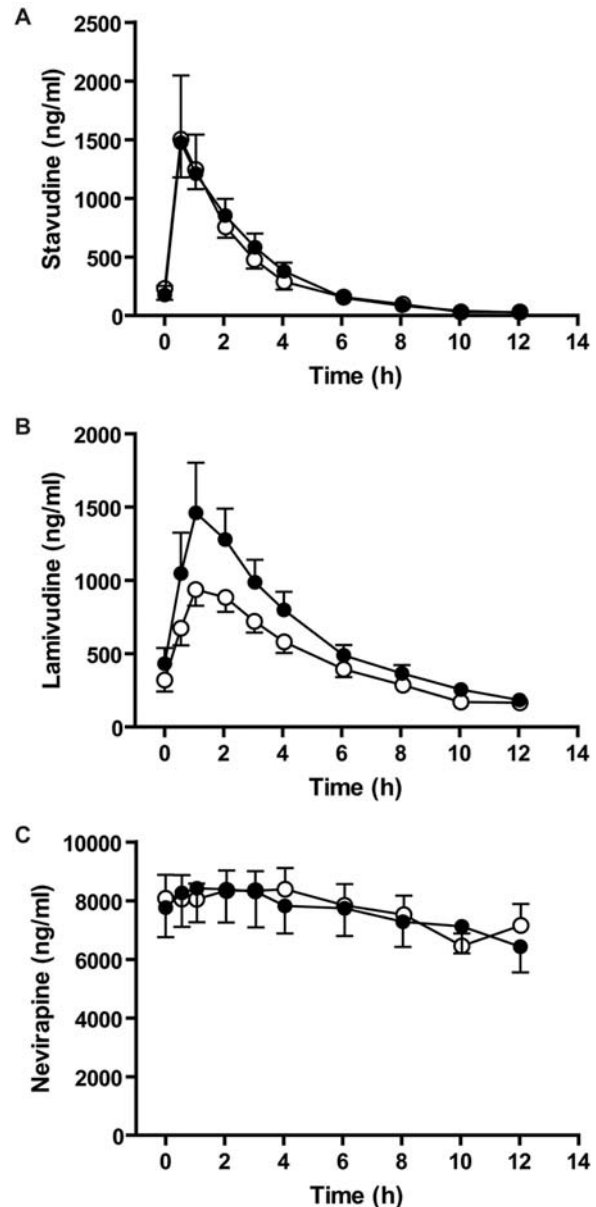 A
Stavudine (ng/ml)
2500
2000
1500
1000
500
0
0 2 4 6 8 10 12 14
Time (h)
B
Lamivudine (ng/ml)
2000
1500
1000
500
0
0 2 4 6 8 10 12 14
Time (h)
C
Nevirapine (ng/ml)
10000
8000
6000
4000
2000
0
0 2 4 6 8 10 12 14
Time (h)